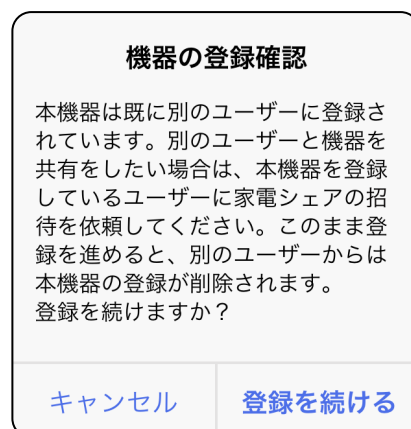 機器の登録確認
本機器は既に別のユーザーに登録さ
れています。別のユーザーと機器を
共有をしたい場合は、本機器を登録
しているユーザーに家電シェアの招
待を依頼してください。このまま登
録を進めると、別のユーザーからは
本機器の登録が削除されます。
登録を続けますか？
キャンセル
登録を続ける